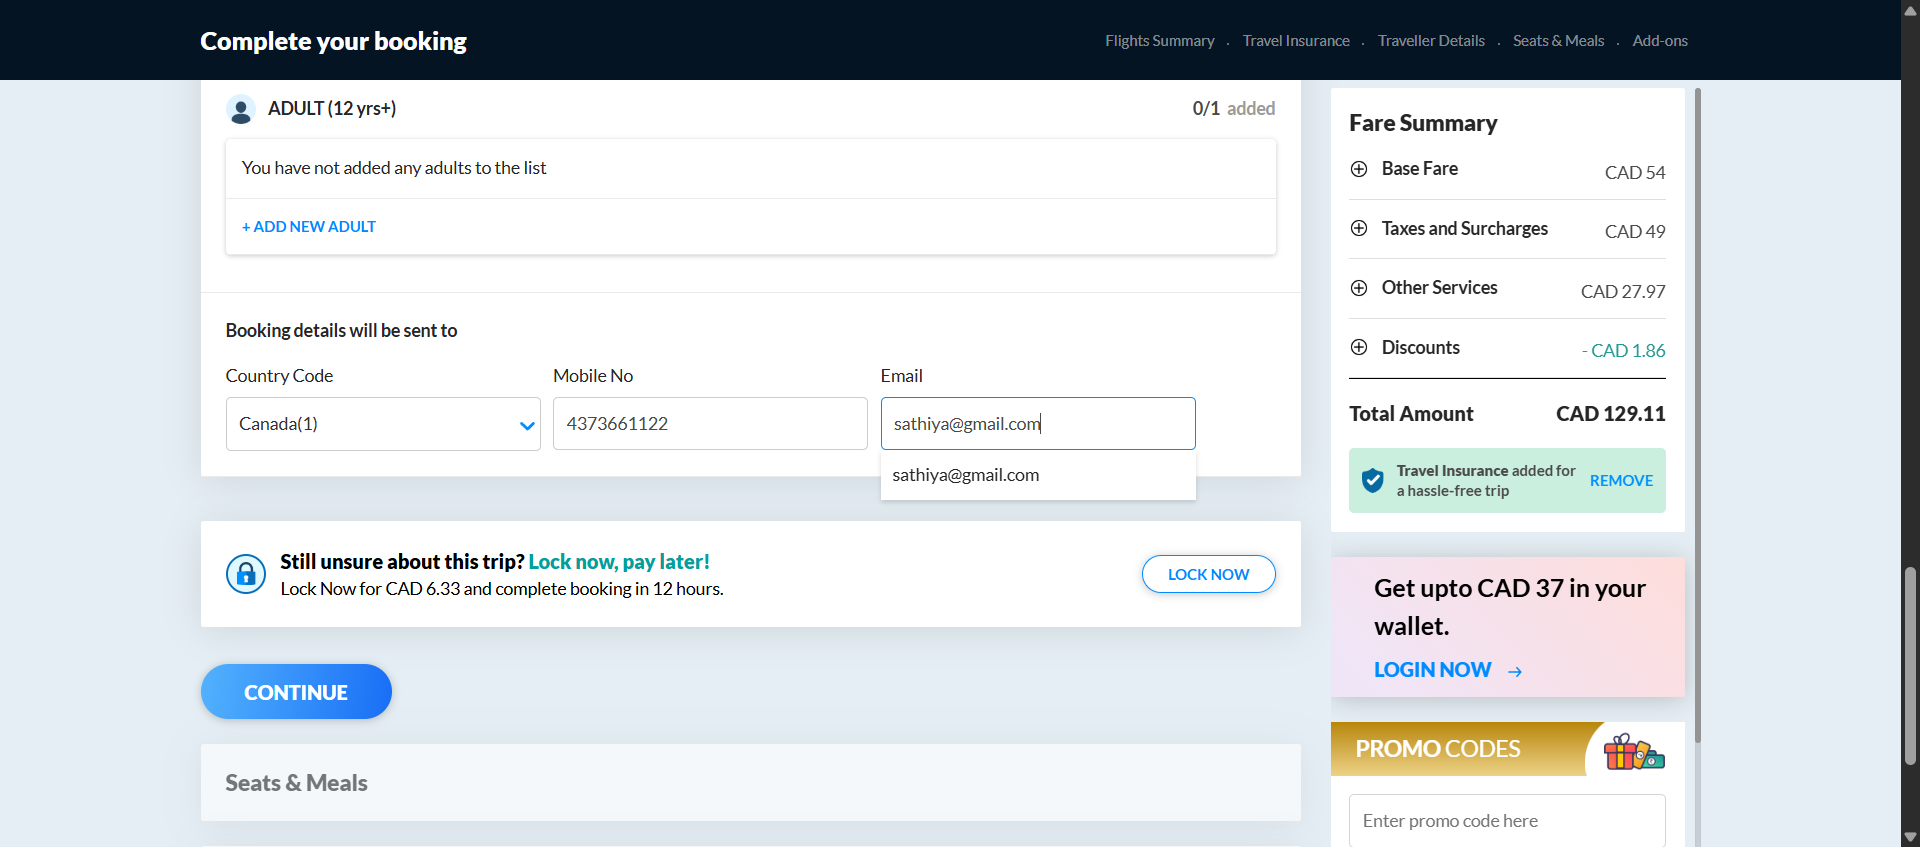 Complete your booking
Flights Summary . Travel Insurance . Traveller Details . Seats & Meals . Add-ons
ADULT (12 yrs+)
0/1 added
You have not added any adults to the list
+ ADD NEW ADULT
Booking details will be sent to
Country Code
Mobile No
Email
Canada(1)
4373661122
sathiya@gmail.com
sathiya@gmail.com
Still unsure about this trip? Lock now, pay later!
Lock Now for CAD 6.33 and complete booking in 12 hours.
LOCK NOW
CONTINUE
Seats & Meals
Fare Summary
Base Fare CAD 54
Taxes and Surcharges CAD 49
Other Services CAD 27.97
Discounts - CAD 1.86
Total Amount CAD 129.11
Travel Insurance added for
a hassle-free trip
REMOVE
Get upto CAD 37 in your
wallet.
LOGIN NOW →
PROMO CODES
Enter promo code here